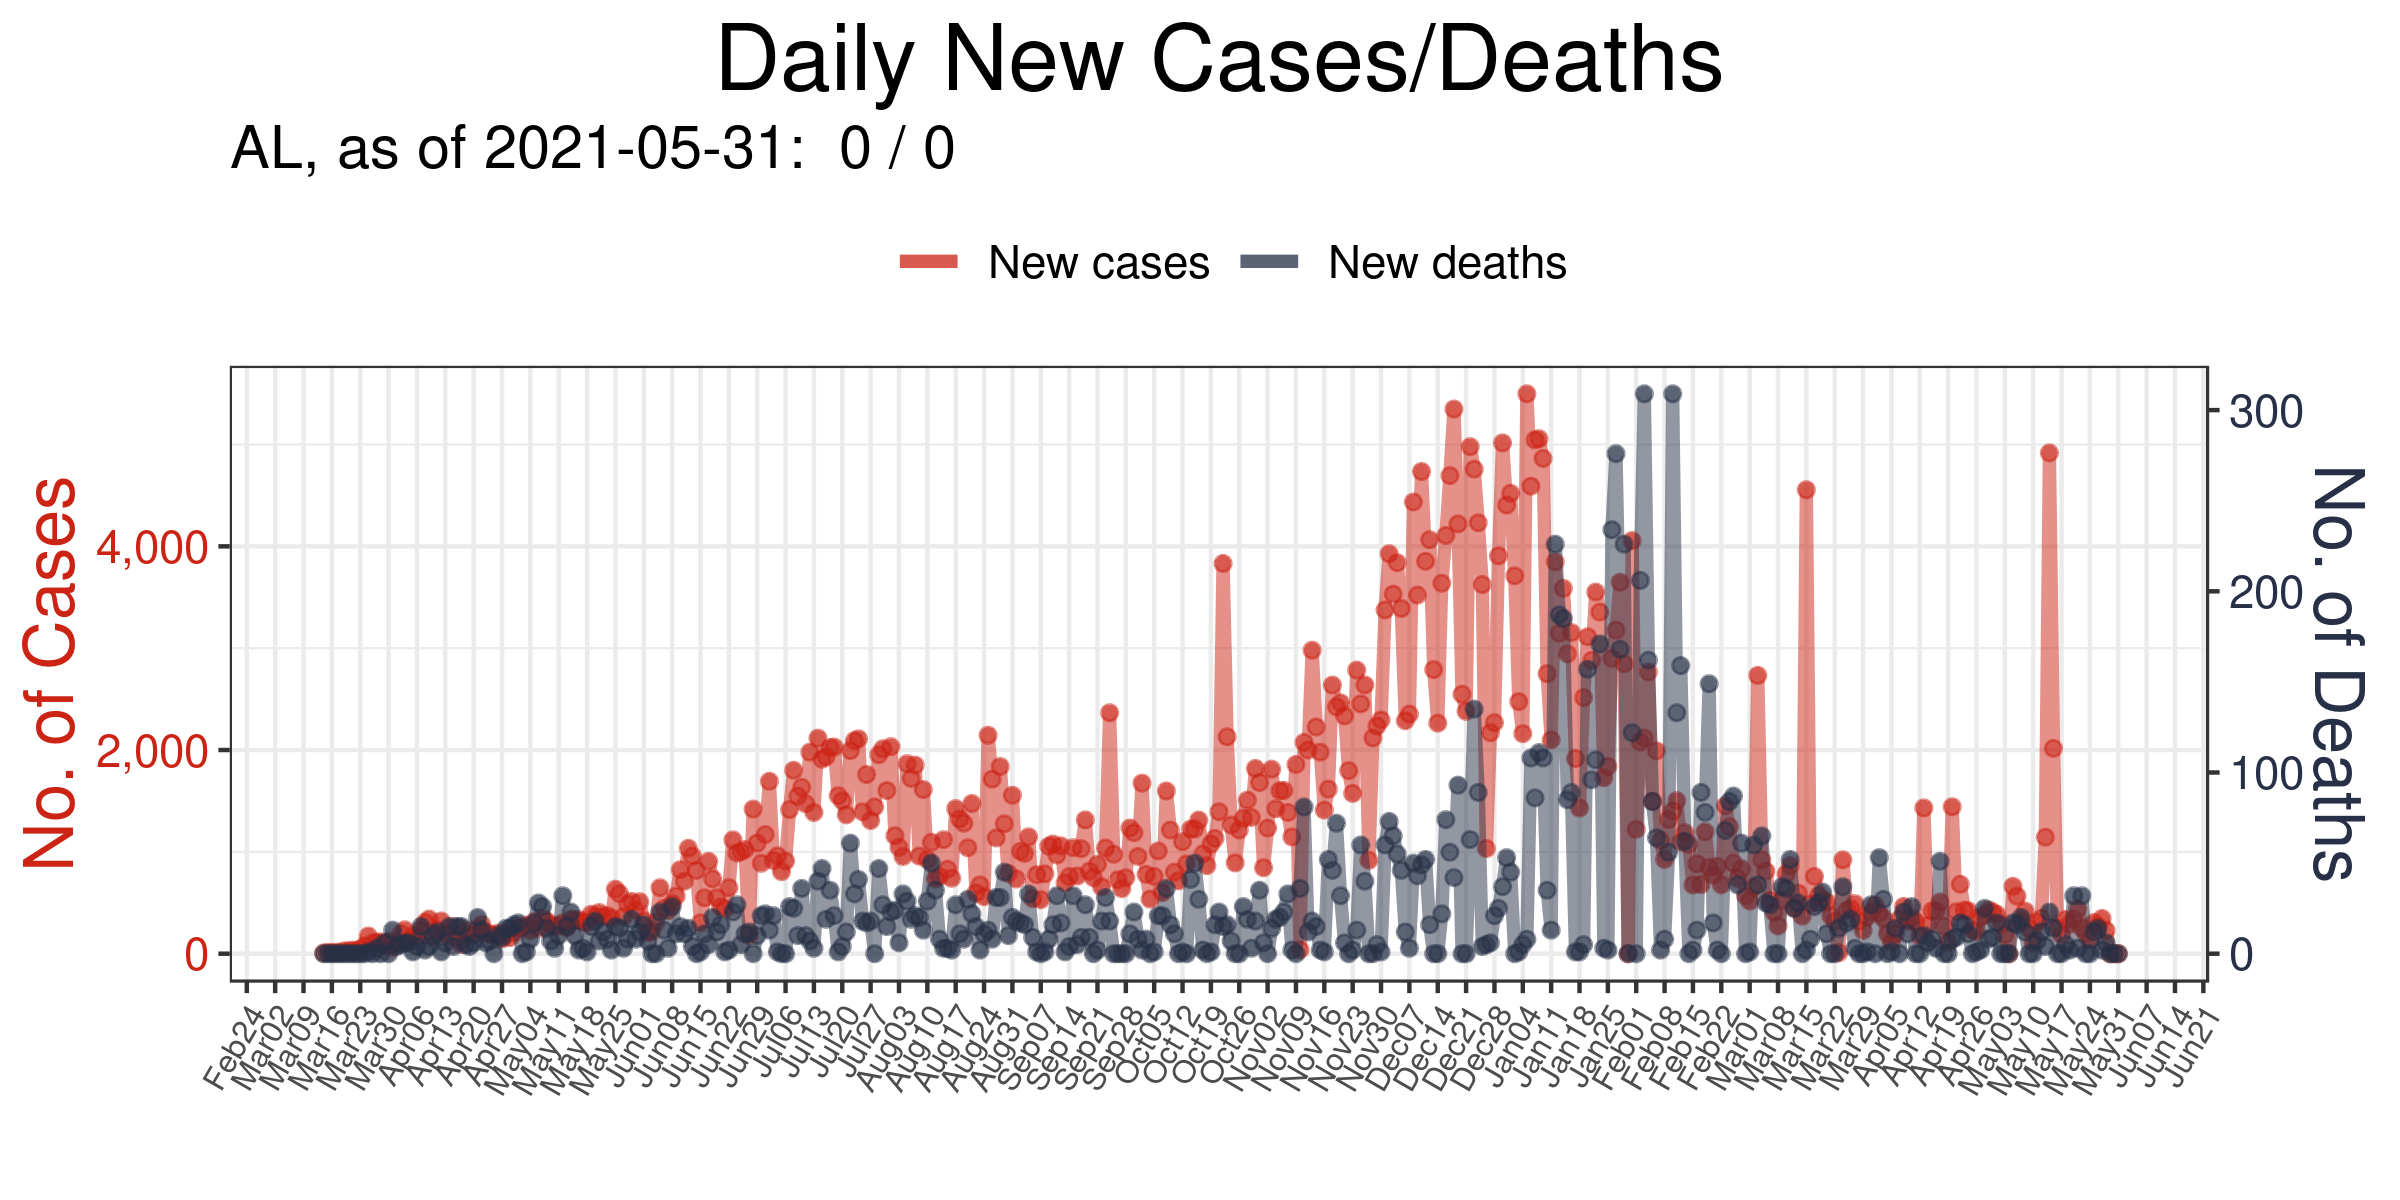 Daily New Cases/Deaths
AL, as of 2021-05-31: 0 / 0
New cases
New deaths
No. of Cases
4,000
2,000
0
No. of Deaths
300
200
100
0
Feb24
Mar02
Mar09
Mar16
Mar23
Mar30
Apr06
Apr13
Apr20
Apr27
May04
May11
May18
May25
Jun01
Jun08
Jun15
Jun22
Jun29
Jul06
Jul13
Jul20
Jul27
Aug03
Aug10
Aug17
Aug24
Aug31
Sep07
Sep14
Sep21
Sep28
Oct05
Oct12
Oct19
Oct26
Nov02
Nov09
Nov16
Nov23
Nov30
Dec07
Dec14
Dec21
Dec28
Jan04
Jan11
Jan18
Jan25
Feb01
Feb08
Feb15
Feb22
Mar01
Mar08
Mar15
Mar22
Mar29
Apr05
Apr12
Apr19
Apr26
May03
May10
May17
May24
May31
Jun07
Jun14
Jun21